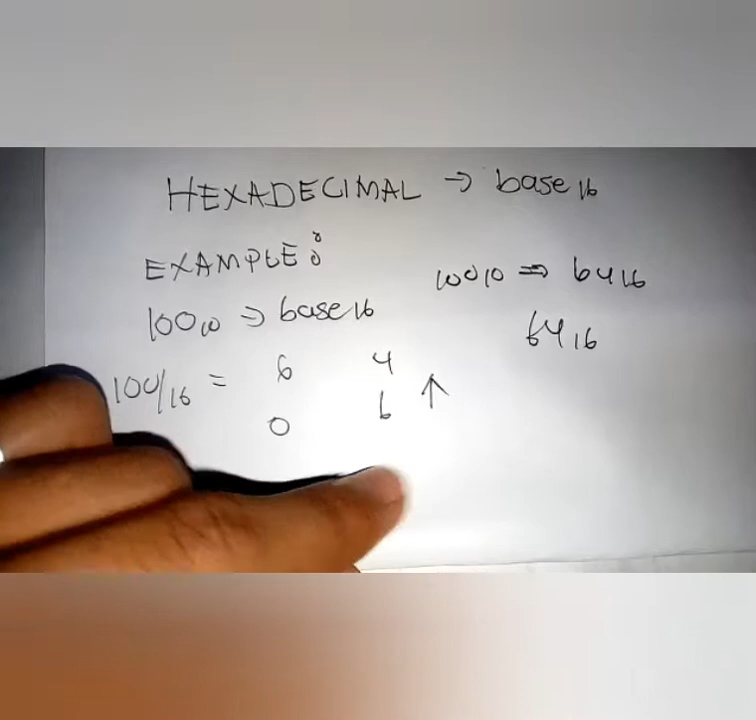 HEXADECIMAL → base 16
EXAMPLE:
100₁₀ ⇒ base 16
100/16 = 6 4 ↑
0 6
100₁₀ ⇒ 64₁₆
64₁₆